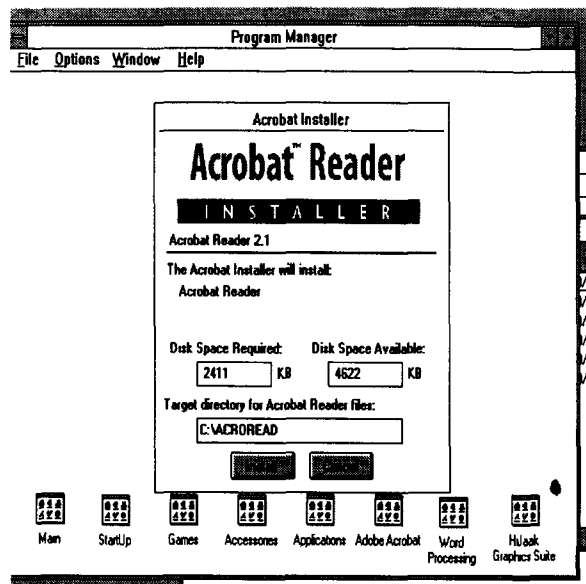 Program Manager
File Options Window Help
Acrobat Installer
Acrobat™ Reader
INSTALLER
Acrobat Reader 2.1
The Acrobat Installer will install:
Acrobat Reader
Disk Space Required: Disk Space Available:
2411 KB 4622 KB
Target directory for Acrobat Reader files:
C:\ACROREAD
Main StartUp Games Accessories Applications Adobe Acrobat Word Processing HiJaak Graphics Suite